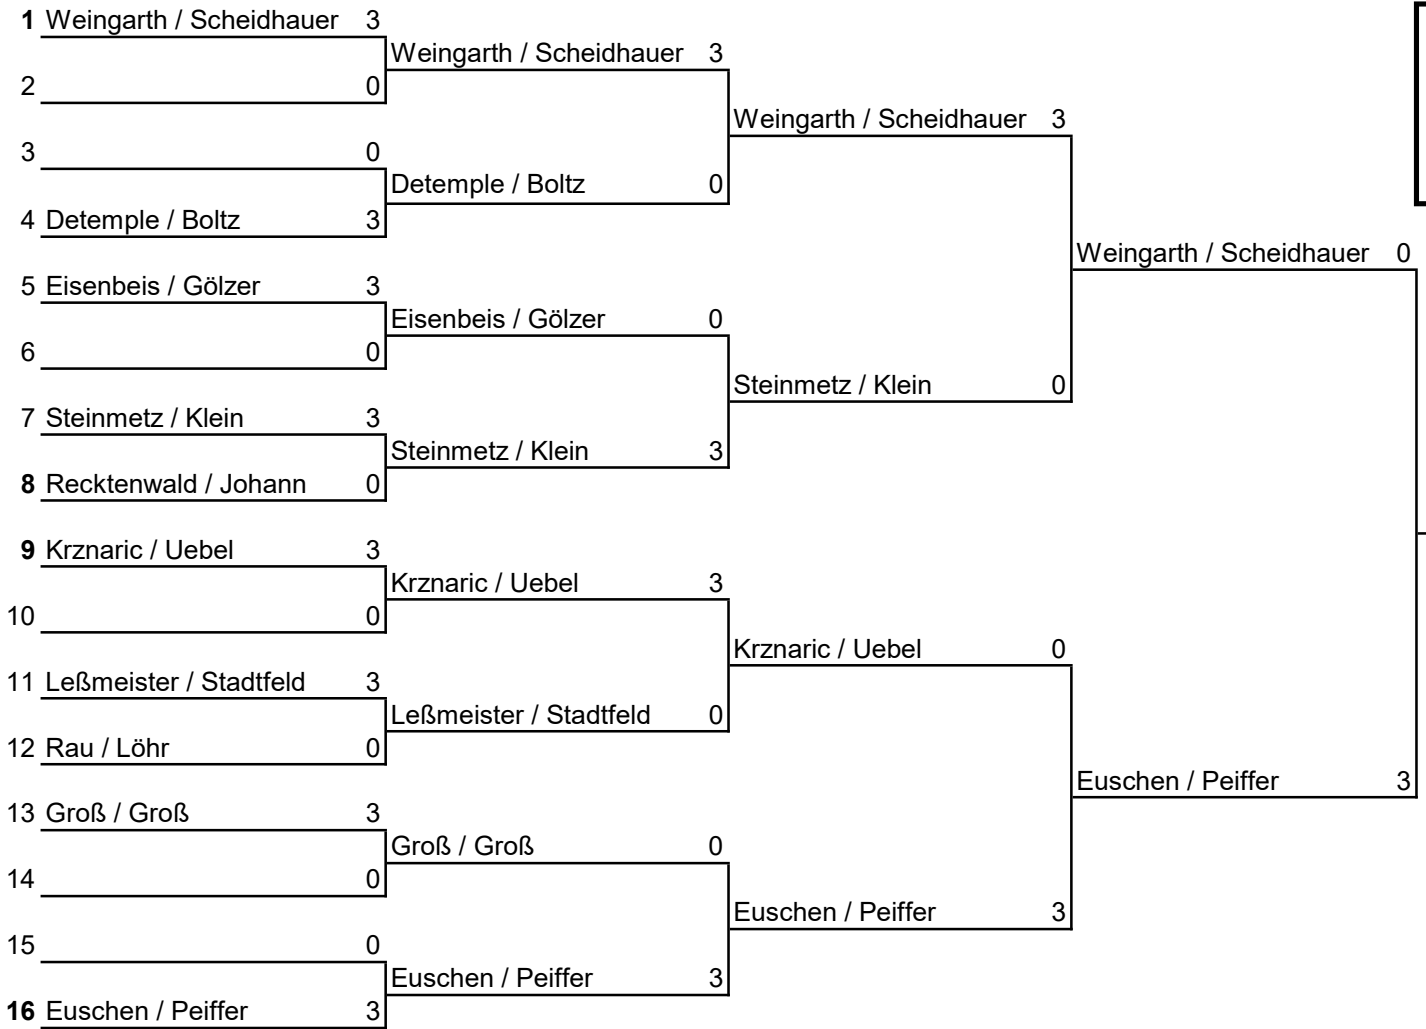 1 Weingarth / Scheidhauer 3
Weingarth / Scheidhauer 3
2 0
Weingarth / Scheidhauer 3
3 0
Detemple / Boltz 0
4 Detemple / Boltz 3
Weingarth / Scheidhauer 0
5 Eisenbeis / Gölzer 3
Eisenbeis / Gölzer 0
6 0
Steinmetz / Klein 0
7 Steinmetz / Klein 3
Steinmetz / Klein 3
8 Recktenwald / Johann 0
9 Krznaric / Uebel 3
Krznaric / Uebel 3
10 0
Krznaric / Uebel 0
11 Leßmeister / Stadtfeld 3
Leßmeister / Stadtfeld 0
12 Rau / Löhr 0
Euschen / Peiffer 3
13 Groß / Groß 3
Groß / Groß 0
14 0
Euschen / Peiffer 3
15 0
Euschen / Peiffer 3
16 Euschen / Peiffer 3